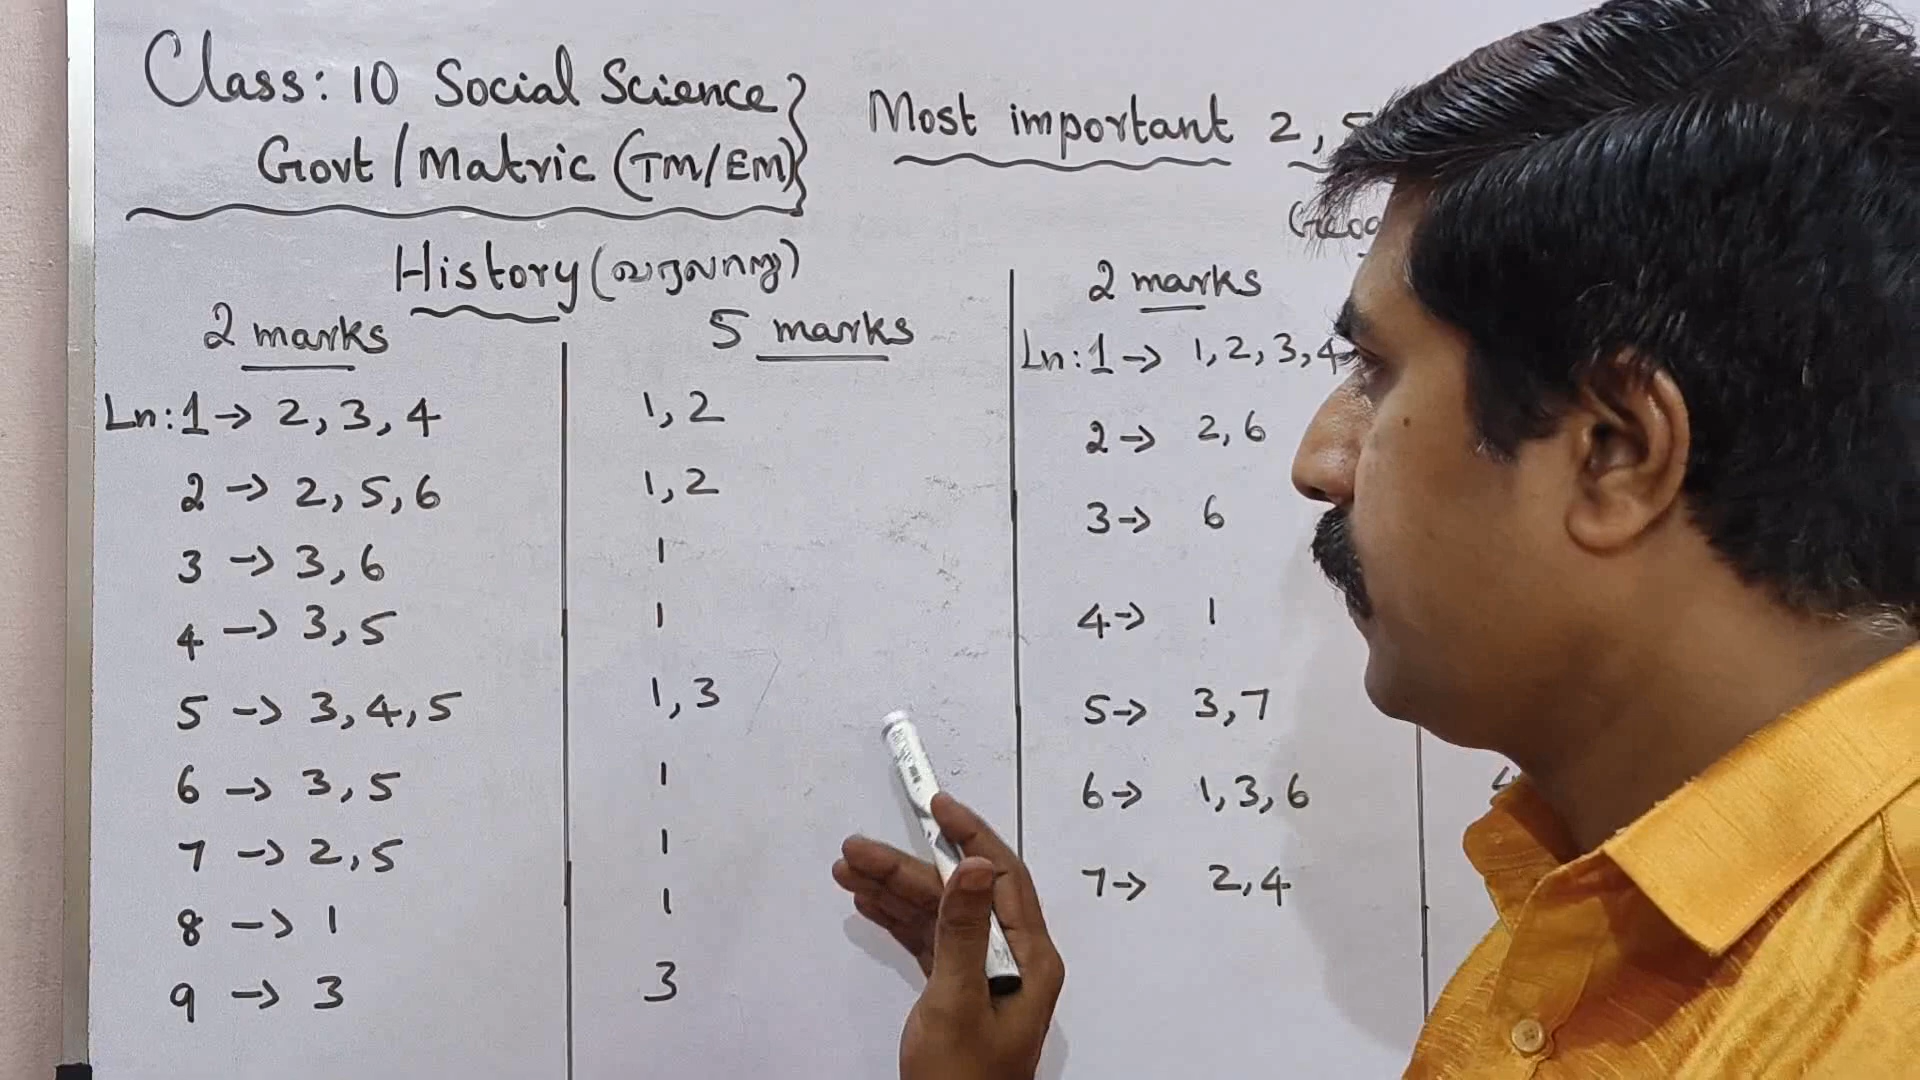 Class: 10 Social Science
Govt / Matric (TM/EM)
Most important 2, 5
History (வரலாறு)
2 marks
5 marks
Ln: 1 → 2, 3, 4
1, 2
2 → 2, 5, 6
1, 2
3 → 3, 6
1
4 → 3, 5
1
5 → 3, 4, 5
1, 3
6 → 3, 5
1
7 → 2, 5
1
8 → 1
1
9 → 3
3
Geog
2 marks
Ln: 1 → 1, 2, 3, 4
2 → 2, 6
3 → 6
4 → 1
5 → 3, 7
6 → 1, 3, 6
7 → 2, 4